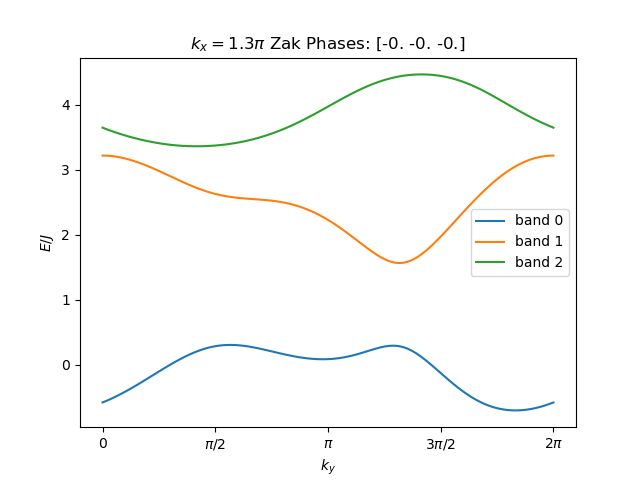 $k_x = 1.3\pi$ Zak Phases: [-0. -0. -0.]
E/J
4
3
2
1
0
band 0
band 1
band 2
0
π/2
π
3π/2
2π
$k_y$